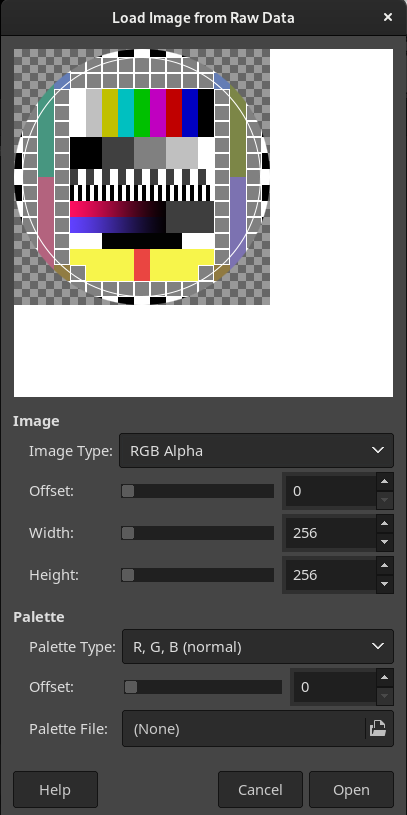 Load Image from Raw Data
Image
Image Type: RGB Alpha
Offset: 0
Width: 256
Height: 256
Palette
Palette Type: R, G, B (normal)
Offset: 0
Palette File: (None)
Help Cancel Open